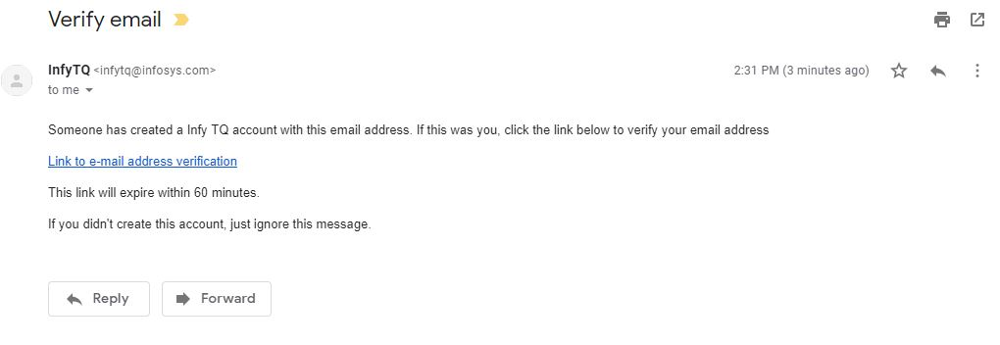 Verify email
InfyTQ <infytq@infosys.com>
2:31 PM (3 minutes ago)
to me
Someone has created a Infy TQ account with this email address. If this was you, click the link below to verify your email address
Link to e-mail address verification
This link will expire within 60 minutes.
If you didn't create this account, just ignore this message.
Reply
Forward